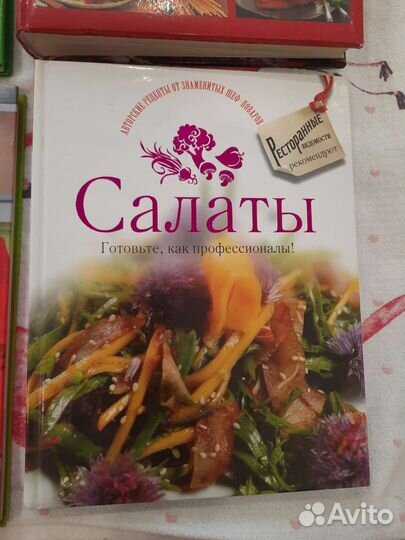 АВТОРСКИЕ РЕЦЕПТЫ ОТ ЗНАМЕНИТЫХ ШЕФ-ПОВАРОВ
РЕСТОРАННЫЕ
ВЕДОМОСТИ
рекомендуют
Салаты
Готовьте, как профессионалы!
Avito